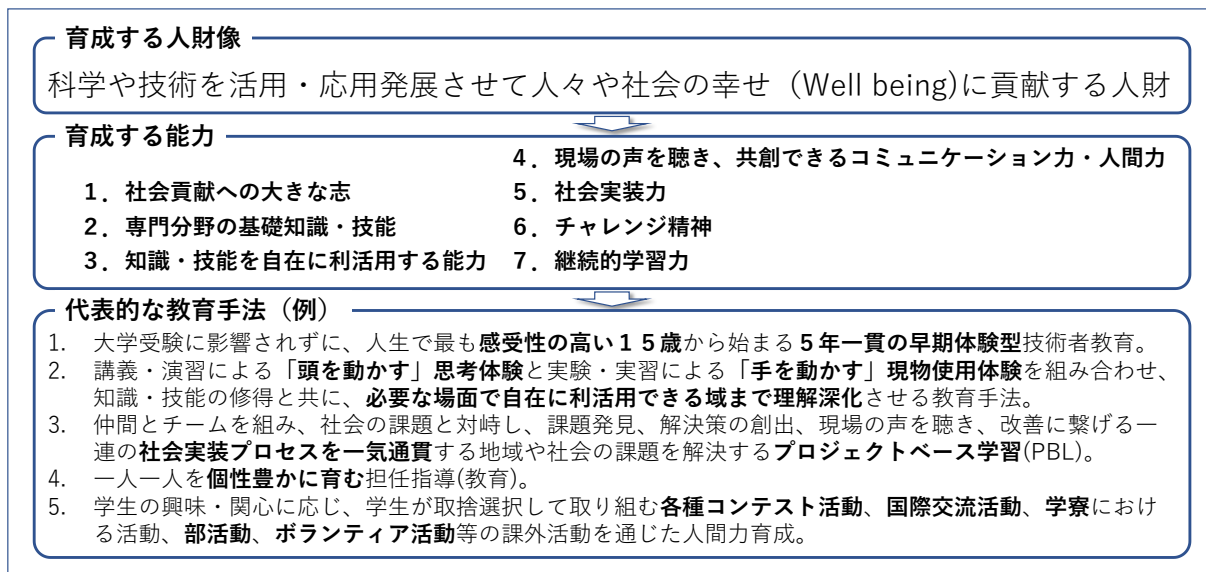 育成する人財像
科学や技術を活用・応用発展させて人々や社会の幸せ（Well being)に貢献する人財
育成する能力
１．社会貢献への大きな志
２．専門分野の基礎知識・技能
３．知識・技能を自在に利活用する能力
４．現場の声を聴き、共創できるコミュニケーション力・人間力
５．社会実装力
６．チャレンジ精神
７．継続的学習力
代表的な教育手法（例）
1. 大学受験に影響されずに、人生で最も感受性の高い１５歳から始まる５年一貫の早期体験型技術者教育。
2. 講義・演習による「頭を動かす」思考体験と実験・実習による「手を動かす」現物使用体験を組み合わせ、
知識・技能の修得と共に、必要な場面で自在に利活用できる域まで理解深化させる教育手法。
3. 仲間とチームを組み、社会の課題と対峙し、課題発見、解決策の創出、現場の声を聴き、改善に繋げる一
連の社会実装プロセスを一気通貫する地域や社会の課題を解決するプロジェクトベース学習(PBL)。
4. 一人一人を個性豊かに育む担任指導(教育)。
5. 学生の興味・関心に応じ、学生が取捨選択して取り組む各種コンテスト活動、国際交流活動、学寮におけ
る活動、部活動、ボランティア活動等の課外活動を通じた人間力育成。